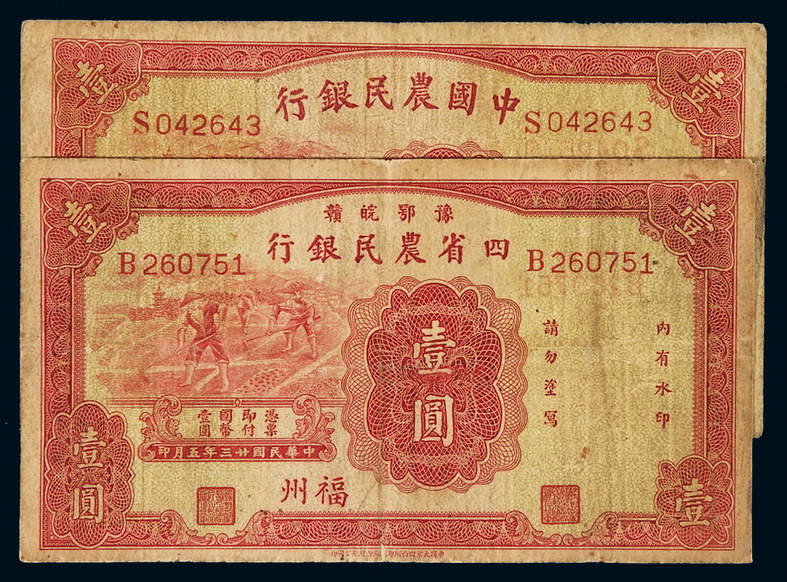 行銀民農國中
壹
壹
S042643
S042643
贛皖鄂豫
行銀民農省四
壹
壹
B260751
B260751
壹圓
請勿塗寫
內有水印
憑票
即付
國幣
壹圓
印月五年三廿國民華中
州福
壹圓
壹